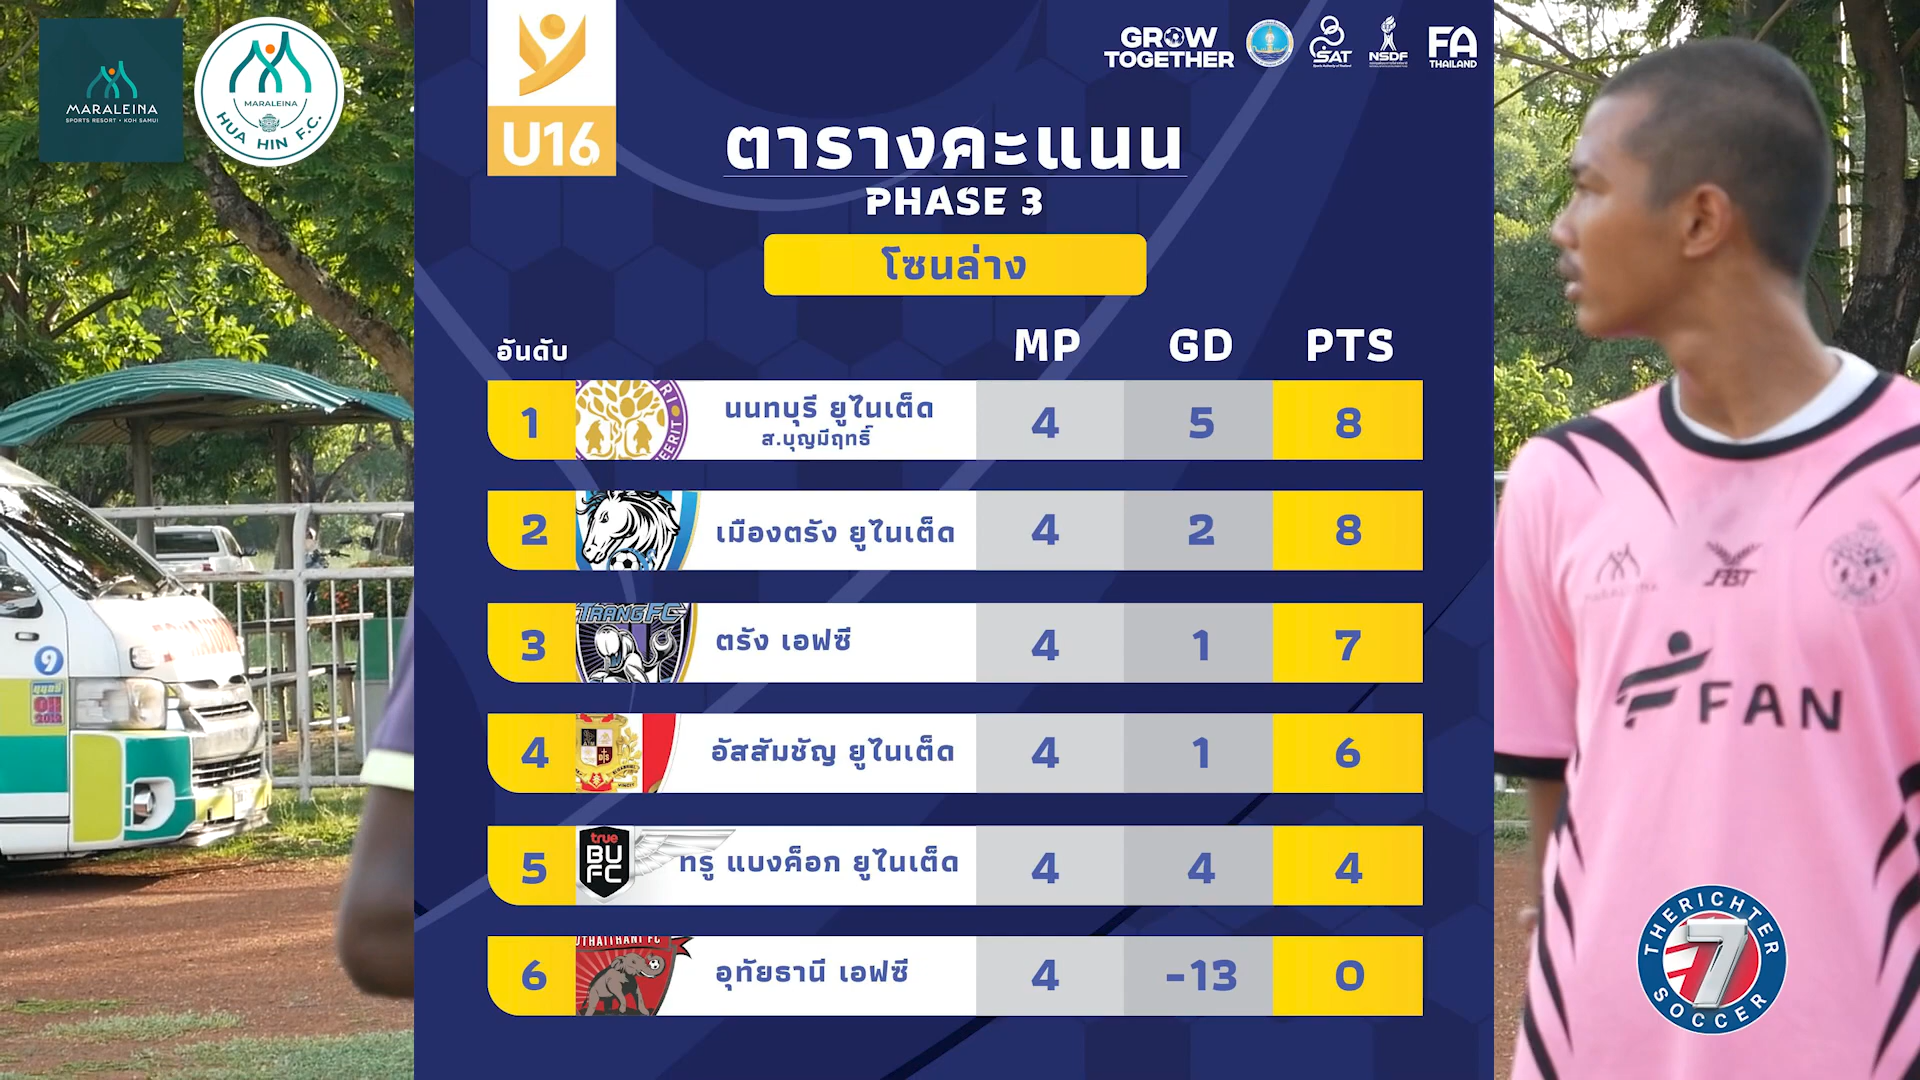 MARALEINA
SPORTS RESORT • KOH SAMUI
MARALEINA
HUA HIN F.C.
U16
GROW
TOGETHER
SAT
NSDF
FA
THAILAND
ตารางคะแนน
PHASE 3
โซนล่าง
อันดับ MP GD PTS
1 นนทบุรี ยูไนเต็ด
ส.บุญมีฤทธิ์
4 5 8
2 เมืองตรัง ยูไนเต็ด 4 2 8
TRANG FC
3 ตรัง เอฟซี 4 1 7
4 อัสสัมชัญ ยูไนเต็ด 4 1 6
true
BU
FC
5 ทรู แบงค็อก ยูไนเต็ด 4 4 4
UTHAITHANI FC
6 อุทัยธานี เอฟซี 4 -13 0
9
FBT
FAN
THERICHTER
7
SOCCER